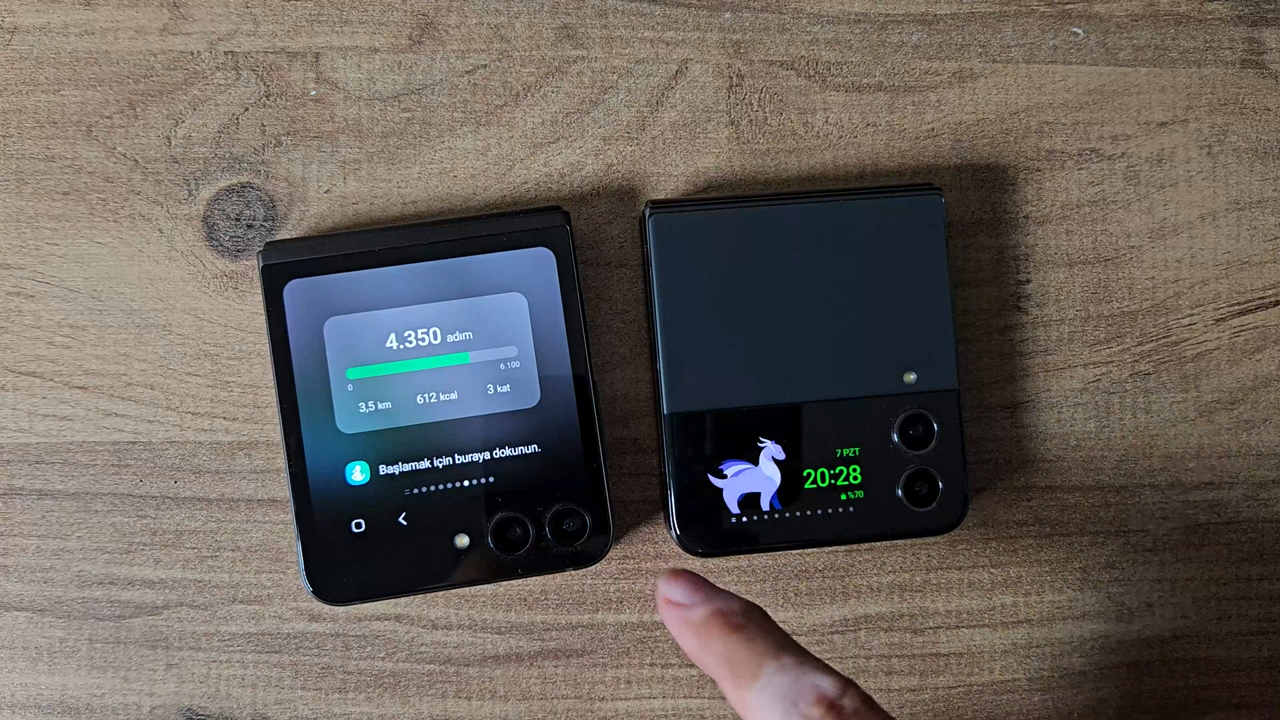 4.350 adım
0
6.100
3,5 km
612 kcal
3 kat
Başlamak için buraya dokunun.
7 PZT
20:28
%70